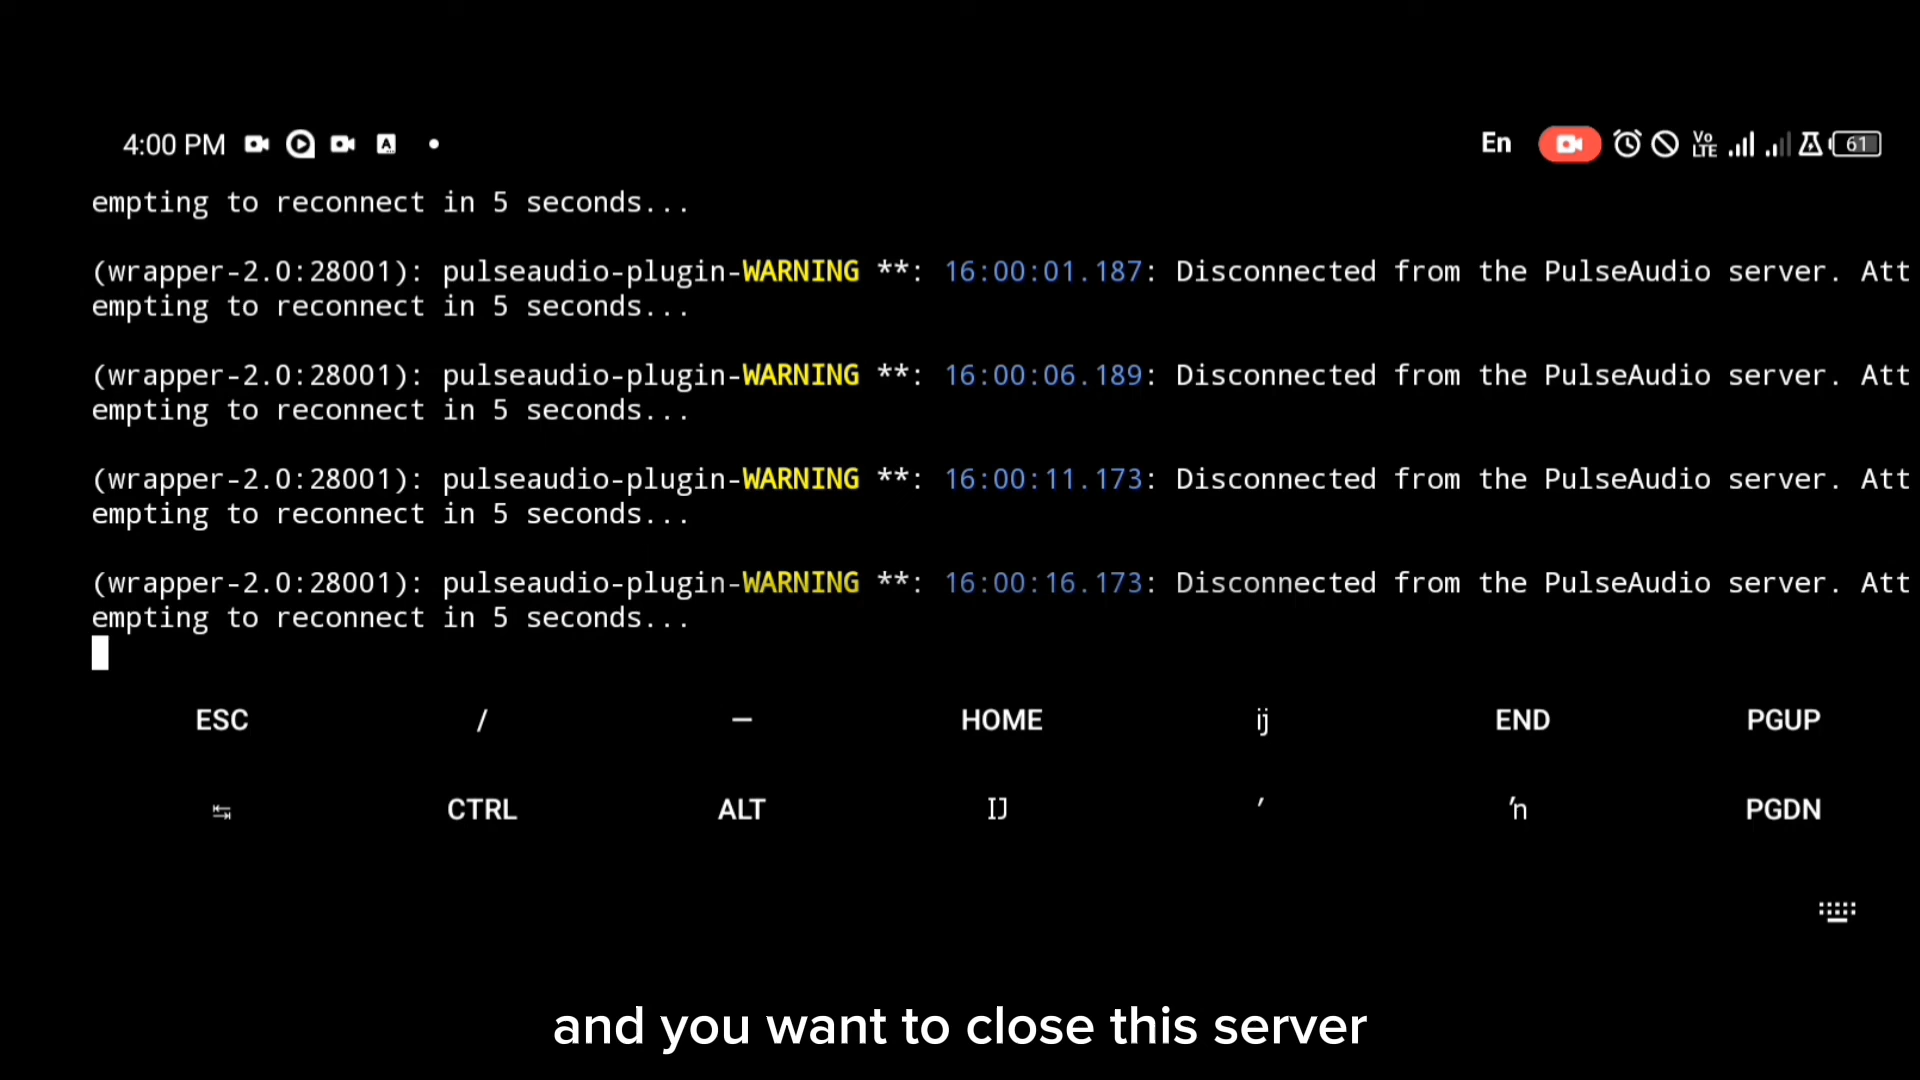 4:00 PM En Vo LTE 61
empting to reconnect in 5 seconds...
(wrapper-2.0:28001): pulseaudio-plugin-WARNING **: 16:00:01.187: Disconnected from the PulseAudio server. Att
empting to reconnect in 5 seconds...
(wrapper-2.0:28001): pulseaudio-plugin-WARNING **: 16:00:06.189: Disconnected from the PulseAudio server. Att
empting to reconnect in 5 seconds...
(wrapper-2.0:28001): pulseaudio-plugin-WARNING **: 16:00:11.173: Disconnected from the PulseAudio server. Att
empting to reconnect in 5 seconds...
(wrapper-2.0:28001): pulseaudio-plugin-WARNING **: 16:00:16.173: Disconnected from the PulseAudio server. Att
empting to reconnect in 5 seconds...
ESC / — HOME ĳ END PGUP
↹ CTRL ALT Ĳ ′ ŉ PGDN
and you want to close this server